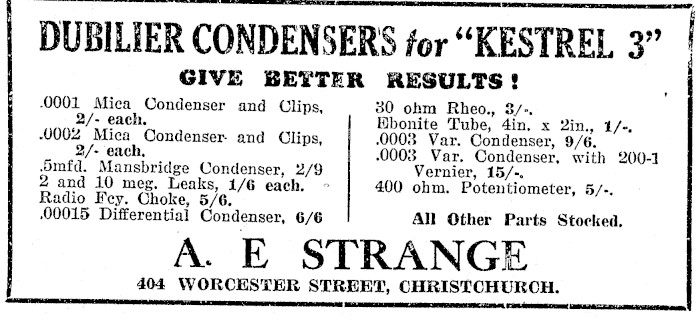 DUBILIER CONDENSERS for "KESTREL 3"
GIVE BETTER RESULTS!
.0001 Mica Condenser and Clips,
2/- each.
.0002 Mica Condenser and Clips,
2/- each.
.5mfd. Mansbridge Condenser, 2/9
2 and 10 meg. Leaks, 1/6 each.
Radio Fcy. Choke, 5/6.
.00015 Differential Condenser, 6/6
30 ohm Rheo., 3/-.
Ebonite Tube, 4in. x 2in., 1/-.
.0003 Var. Condenser, 9/6.
.0003 Var. Condenser, with 200-1
Vernier, 15/-.
400 ohm. Potentiometer, 5/-.
All Other Parts Stocked.
A. E STRANGE
404 WORCESTER STREET, CHRISTCHURCH.